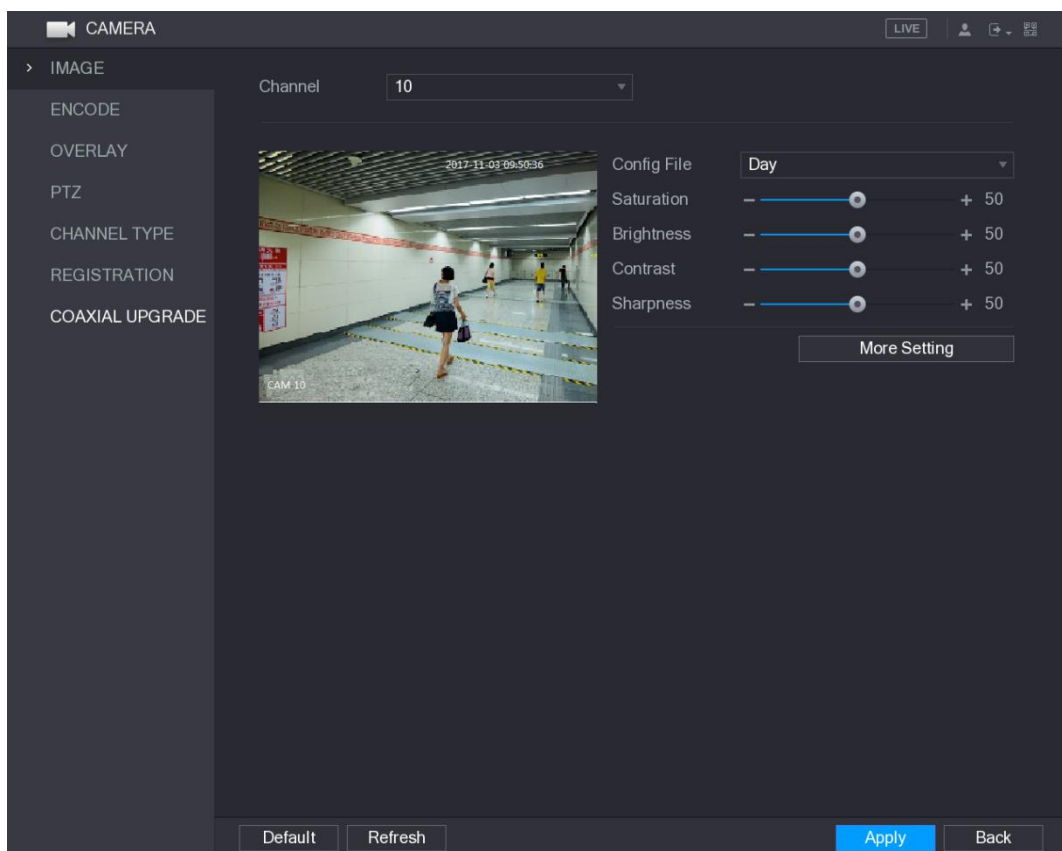 CAMERA
LIVE
IMAGE
ENCODE
OVERLAY
PTZ
CHANNEL TYPE
REGISTRATION
COAXIAL UPGRADE
Channel 10
2017-11-03 09:50:36
CAM 10
Config File Day
Saturation 50
Brightness 50
Contrast 50
Sharpness 50
More Setting
Default Refresh Apply Back